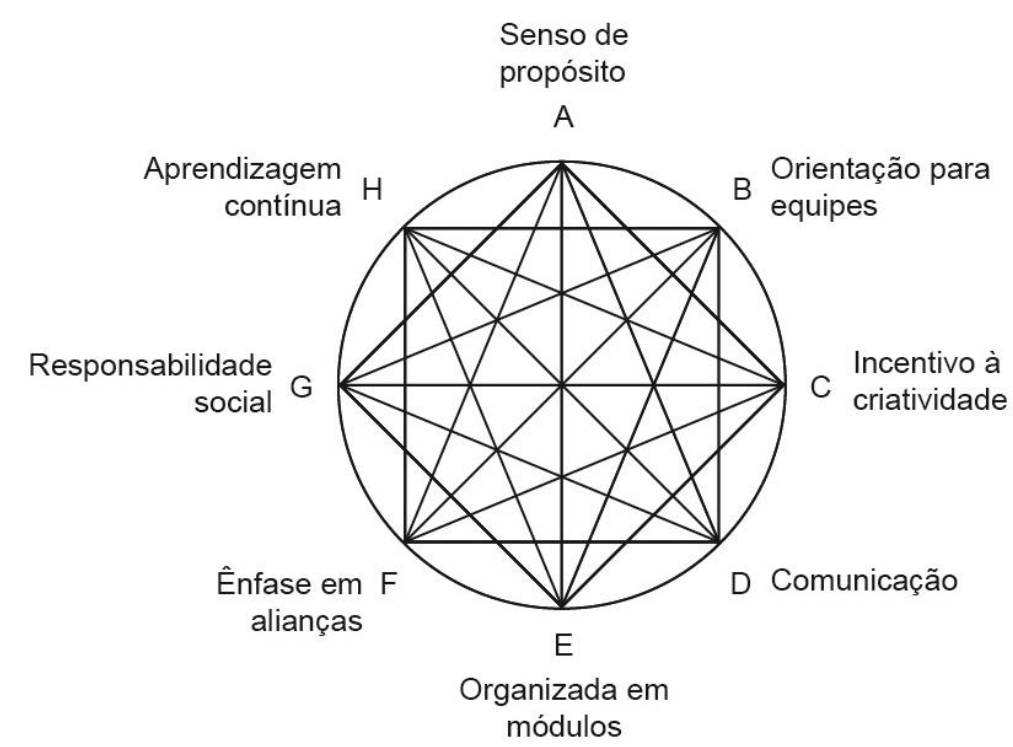 Senso de
propósito
A
Aprendizagem
contínua
H
B
Orientação para
equipes
Responsabilidade
social
G
C
Incentivo à
criatividade
Ênfase em
alianças
F
D
Comunicação
E
Organizada em
módulos